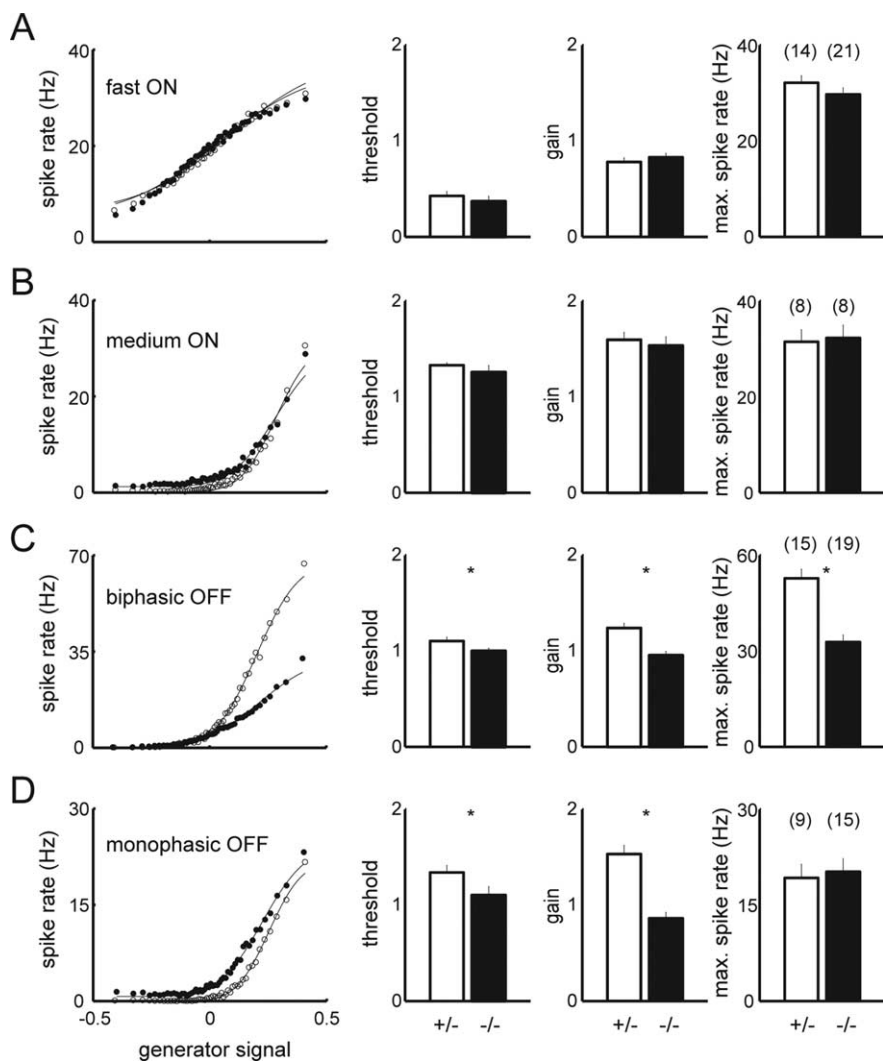 A
fast ON
spike rate (Hz)
40
20
0
threshold
2
1
0
gain
2
1
0
max. spike rate (Hz)
40
20
0
(14) (21)
B
medium ON
spike rate (Hz)
40
20
0
threshold
2
1
0
gain
2
1
0
max. spike rate (Hz)
40
20
0
(8) (8)
C
biphasic OFF
spike rate (Hz)
70
35
0
threshold
2
1
0
*
gain
2
1
0
*
max. spike rate (Hz)
60
30
0
(15) (19)
*
D
monophasic OFF
spike rate (Hz)
30
15
0
-0.5 0 0.5
generator signal
threshold
2
1
0
*
+/- -/-
gain
2
1
0
*
+/- -/-
max. spike rate (Hz)
30
15
0
(9) (15)
+/- -/-